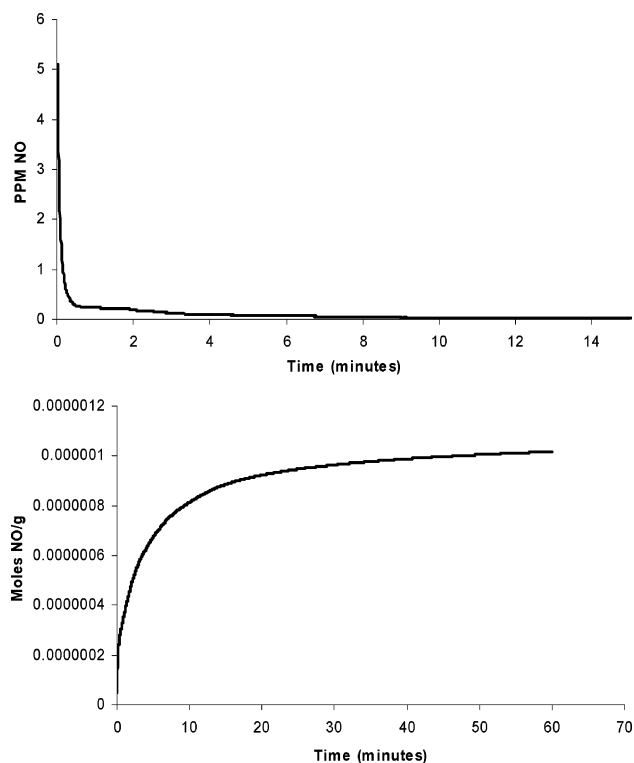 6
5
4
3
2
1
0
PPM NO
0 2 4 6 8 10 12 14
Time (minutes)
0.0000012
0.000001
0.0000008
0.0000006
0.0000004
0.0000002
0
Moles NO/g
0 10 20 30 40 50 60 70
Time (minutes)